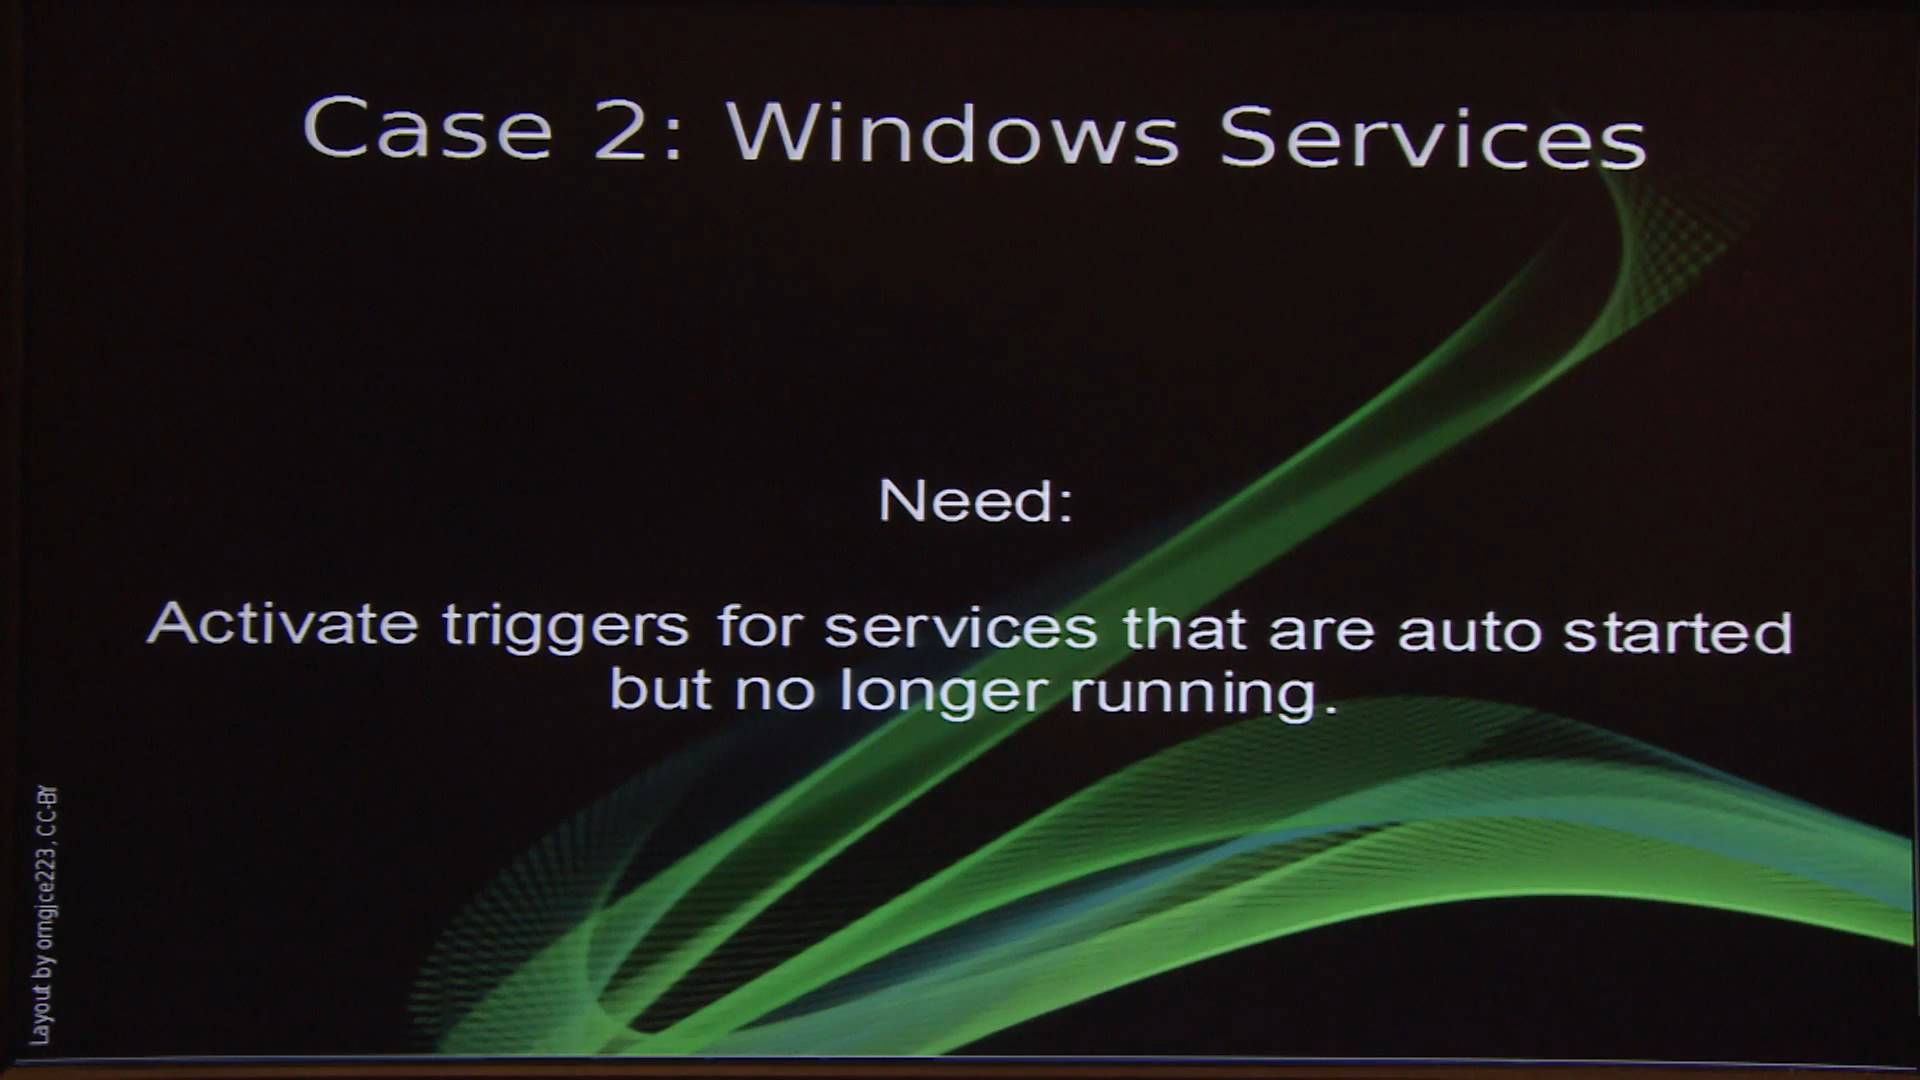 Case 2: Windows Services
Need:
Activate triggers for services that are auto started
but no longer running.
Layout by orngjce223, CC-BY